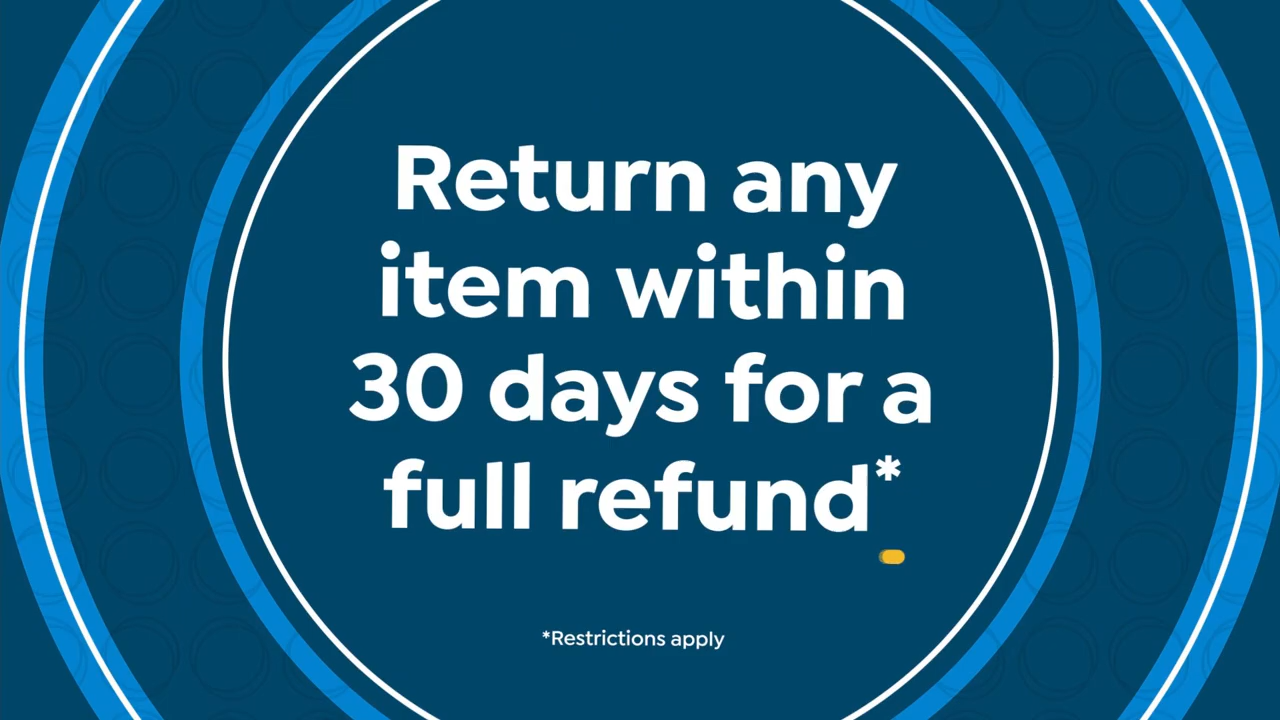 Return any
item within
30 days for a
full refund*
*Restrictions apply